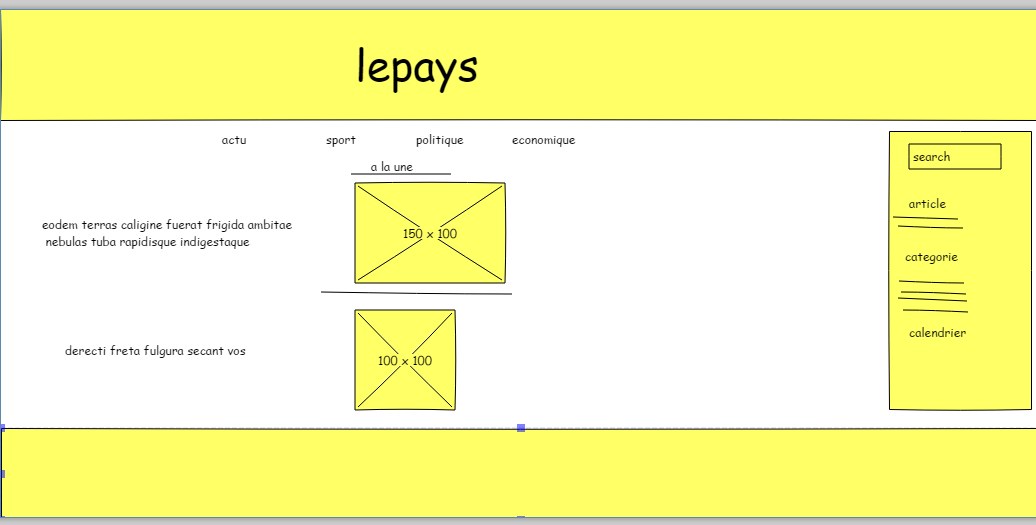 lepays
actu
sport
politique
economique
a la une
150 x 100
eodem terras caligine fuerat frigida ambitae
nebulas tuba rapidisque indigestaque
derecti freta fulgura secant vos
100 x 100
search
article
categorie
calendrier